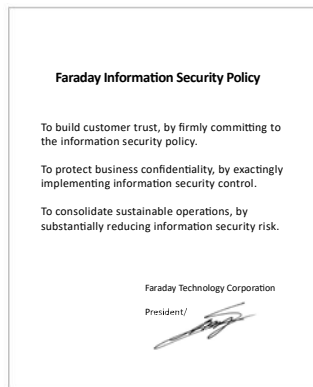 Faraday Information Security Policy
To build customer trust, by firmly committing to
the information security policy.
To protect business confidentiality, by exactingly
implementing information security control.
To consolidate sustainable operations, by
substantially reducing information security risk.
Faraday Technology Corporation
President/